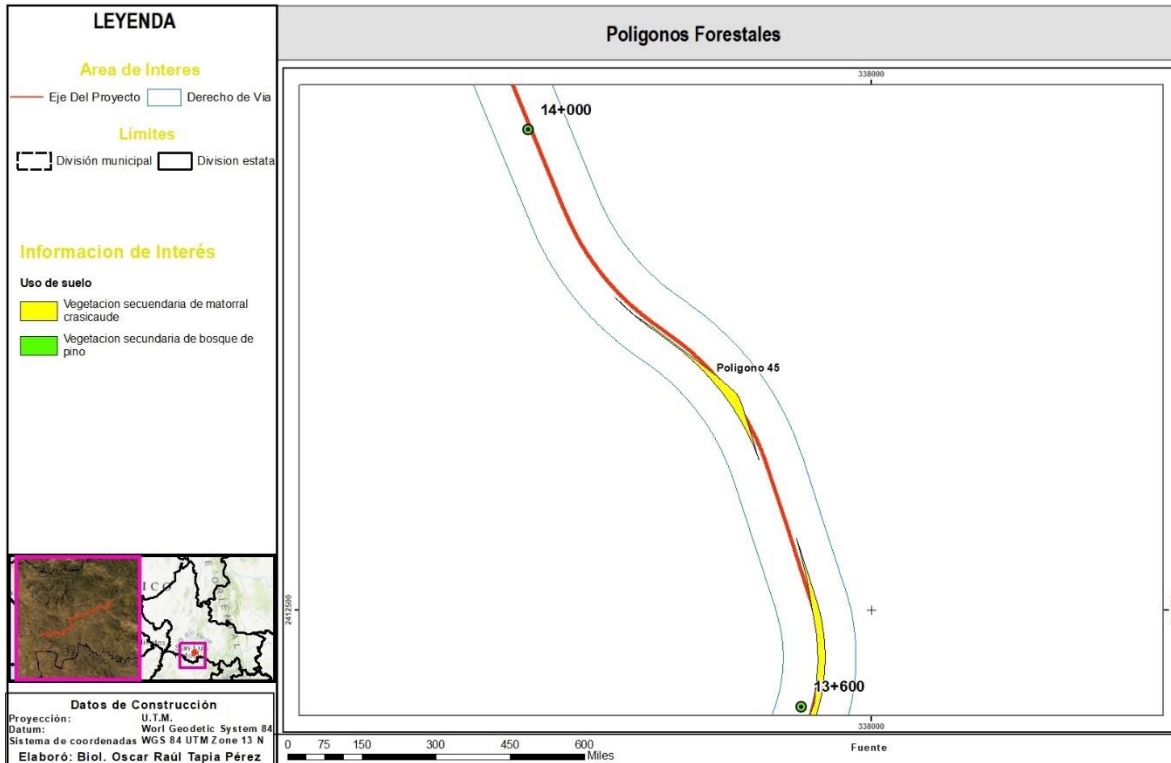 LEYENDA
Area de Interes
Eje Del Proyecto
Derecho de Via
Límites
División municipal
Division estata
Informacion de Interés
Uso de suelo
Vegetacion secuendaria de matorral
crasicaude
Vegetacion secundaria de bosque de
pino
Datos de Construcción
Proyección: U.T.M.
Datum: Worl Geodetic System 84
Sistema de coordenadas WGS 84 UTM Zone 13 N
Elaboró: Biol. Oscar Raúl Tapia Pérez
Poligonos Forestales
338000
14+000
Poligono 45
2412500
13+600
338000
0 75 150 300 450 600
Miles
Fuente